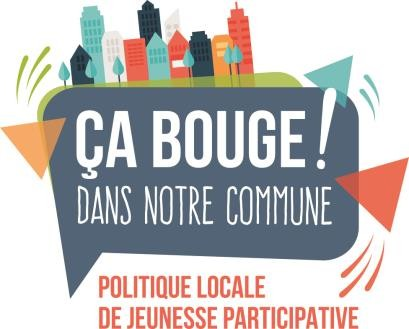 ÇA BOUGE !
DANS NOTRE COMMUNE
POLITIQUE LOCALE
DE JEUNESSE PARTICIPATIVE